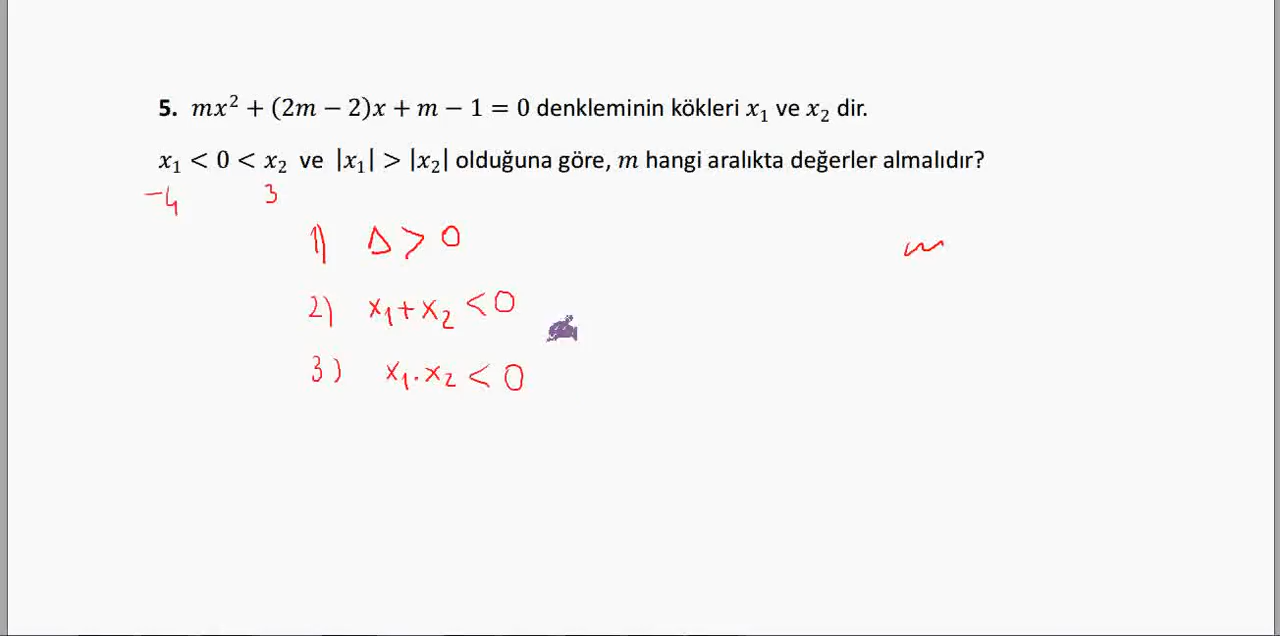 5. mx² + (2m − 2)x + m − 1 = 0 denkleminin kökleri x₁ ve x₂ dir.
x₁ < 0 < x₂ ve |x₁| > |x₂| olduğuna göre, m hangi aralıkta değerler almalıdır?
-4 3
1) Δ > 0
m
2) x₁+x₂ < 0
3) x₁.x₂ < 0